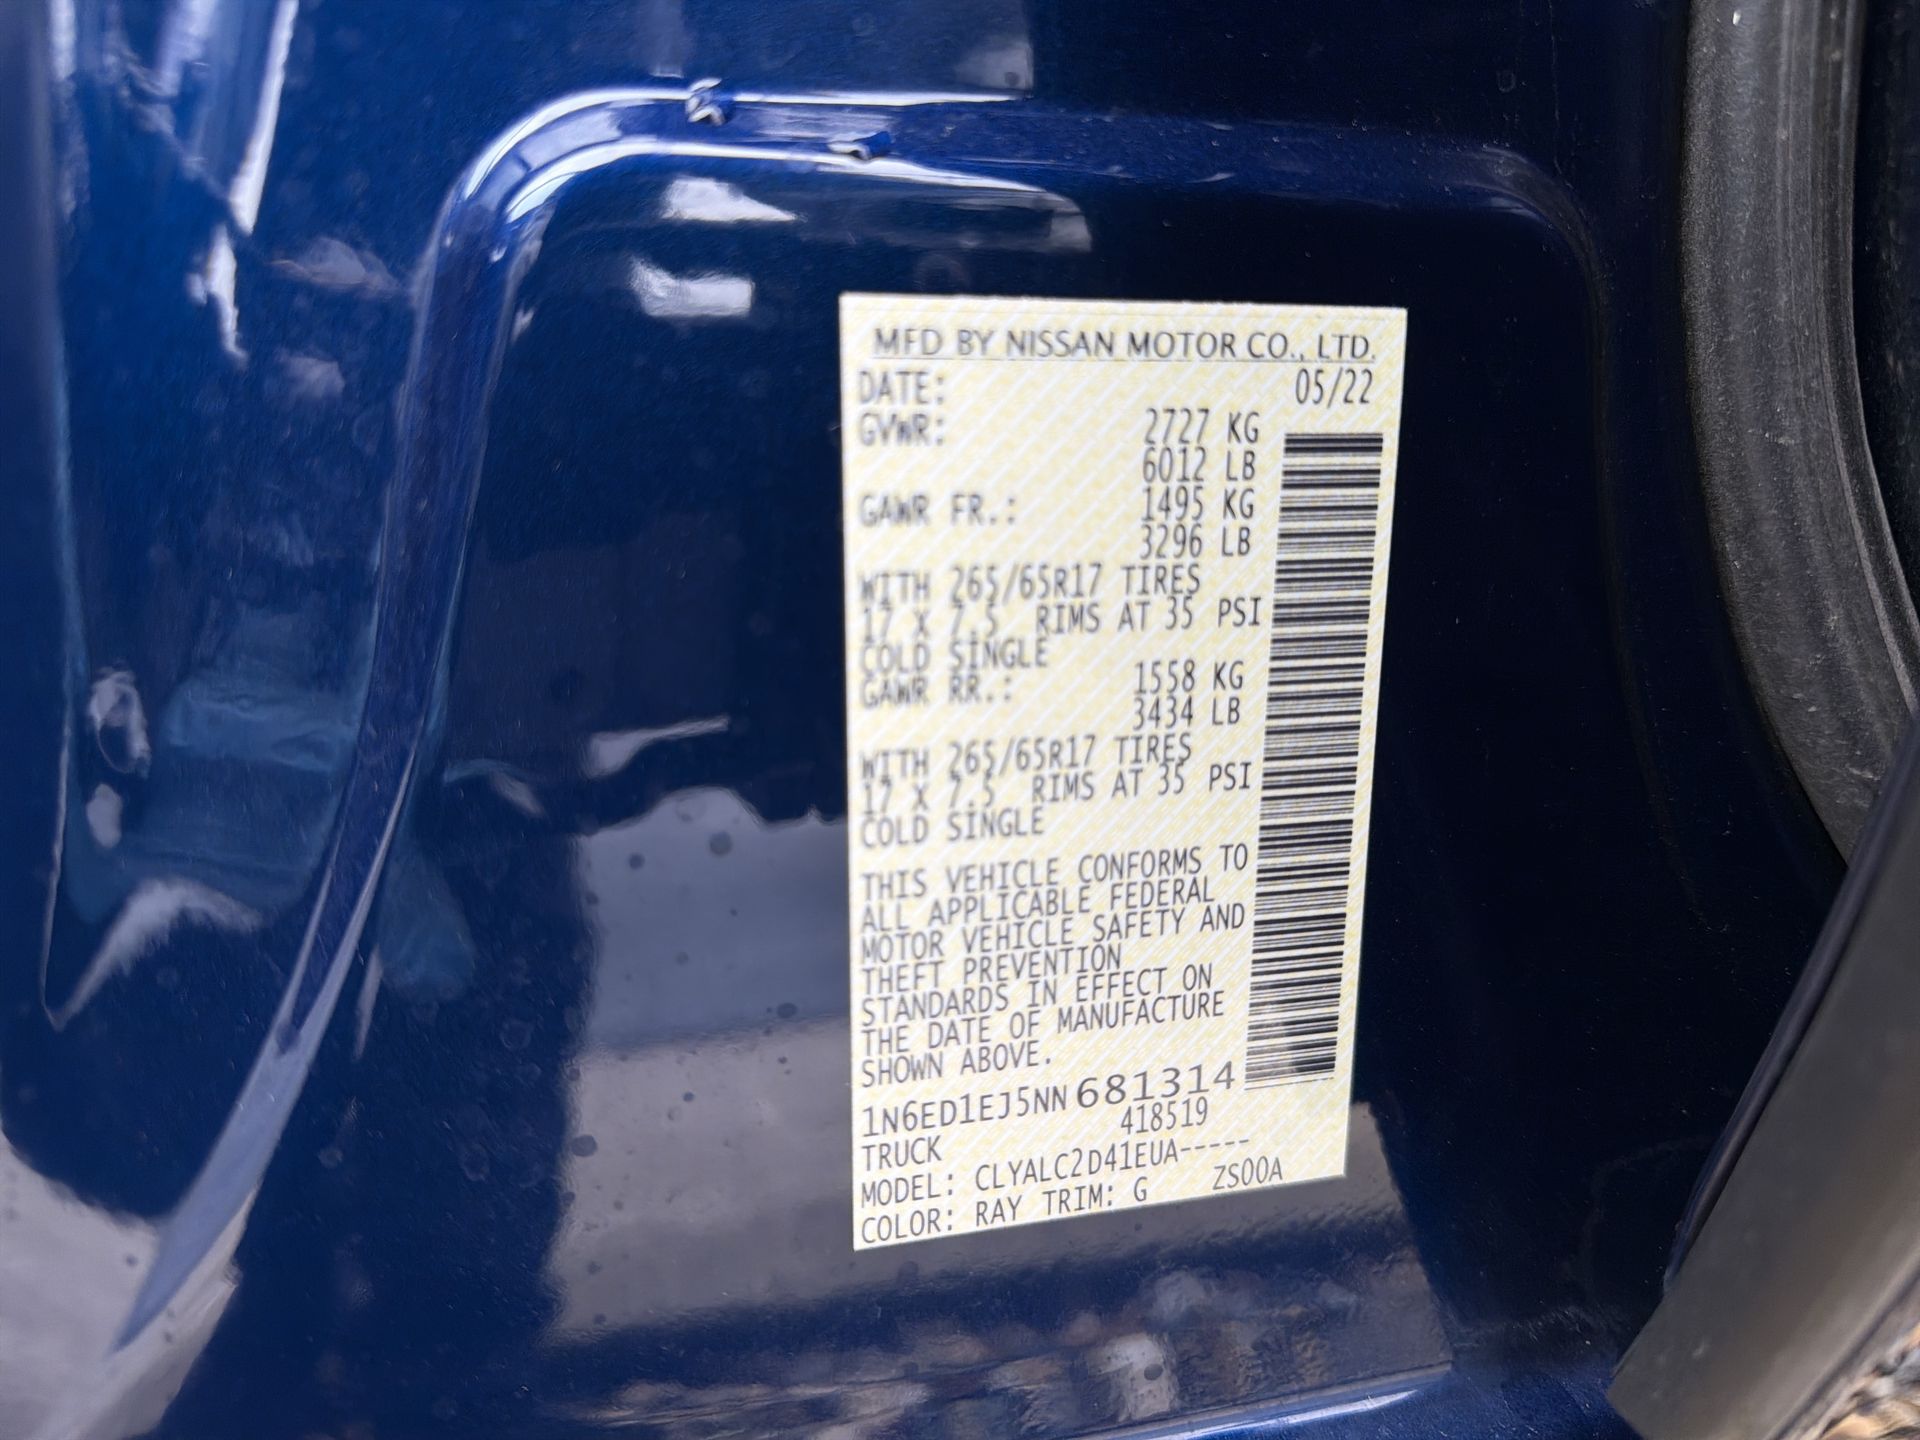 MFD BY NISSAN MOTOR CO., LTD.
DATE: 05/22
GVWR: 2727 KG
6012 LB
GAWR FR.: 1495 KG
3296 LB
WITH 265/65R17 TIRES
17 X 7.5 RIMS AT 35 PSI
COLD SINGLE
GAWR RR.: 1558 KG
3434 LB
WITH 265/65R17 TIRES
17 X 7.5 RIMS AT 35 PSI
COLD SINGLE
THIS VEHICLE CONFORMS TO
ALL APPLICABLE FEDERAL
MOTOR VEHICLE SAFETY AND
THEFT PREVENTION
STANDARDS IN EFFECT ON
THE DATE OF MANUFACTURE
SHOWN ABOVE.
1N6ED1EJ5NN681314
TRUCK 418519
MODEL: CLYALC2D41EUA-----
COLOR: RAY TRIM: G ZS00A